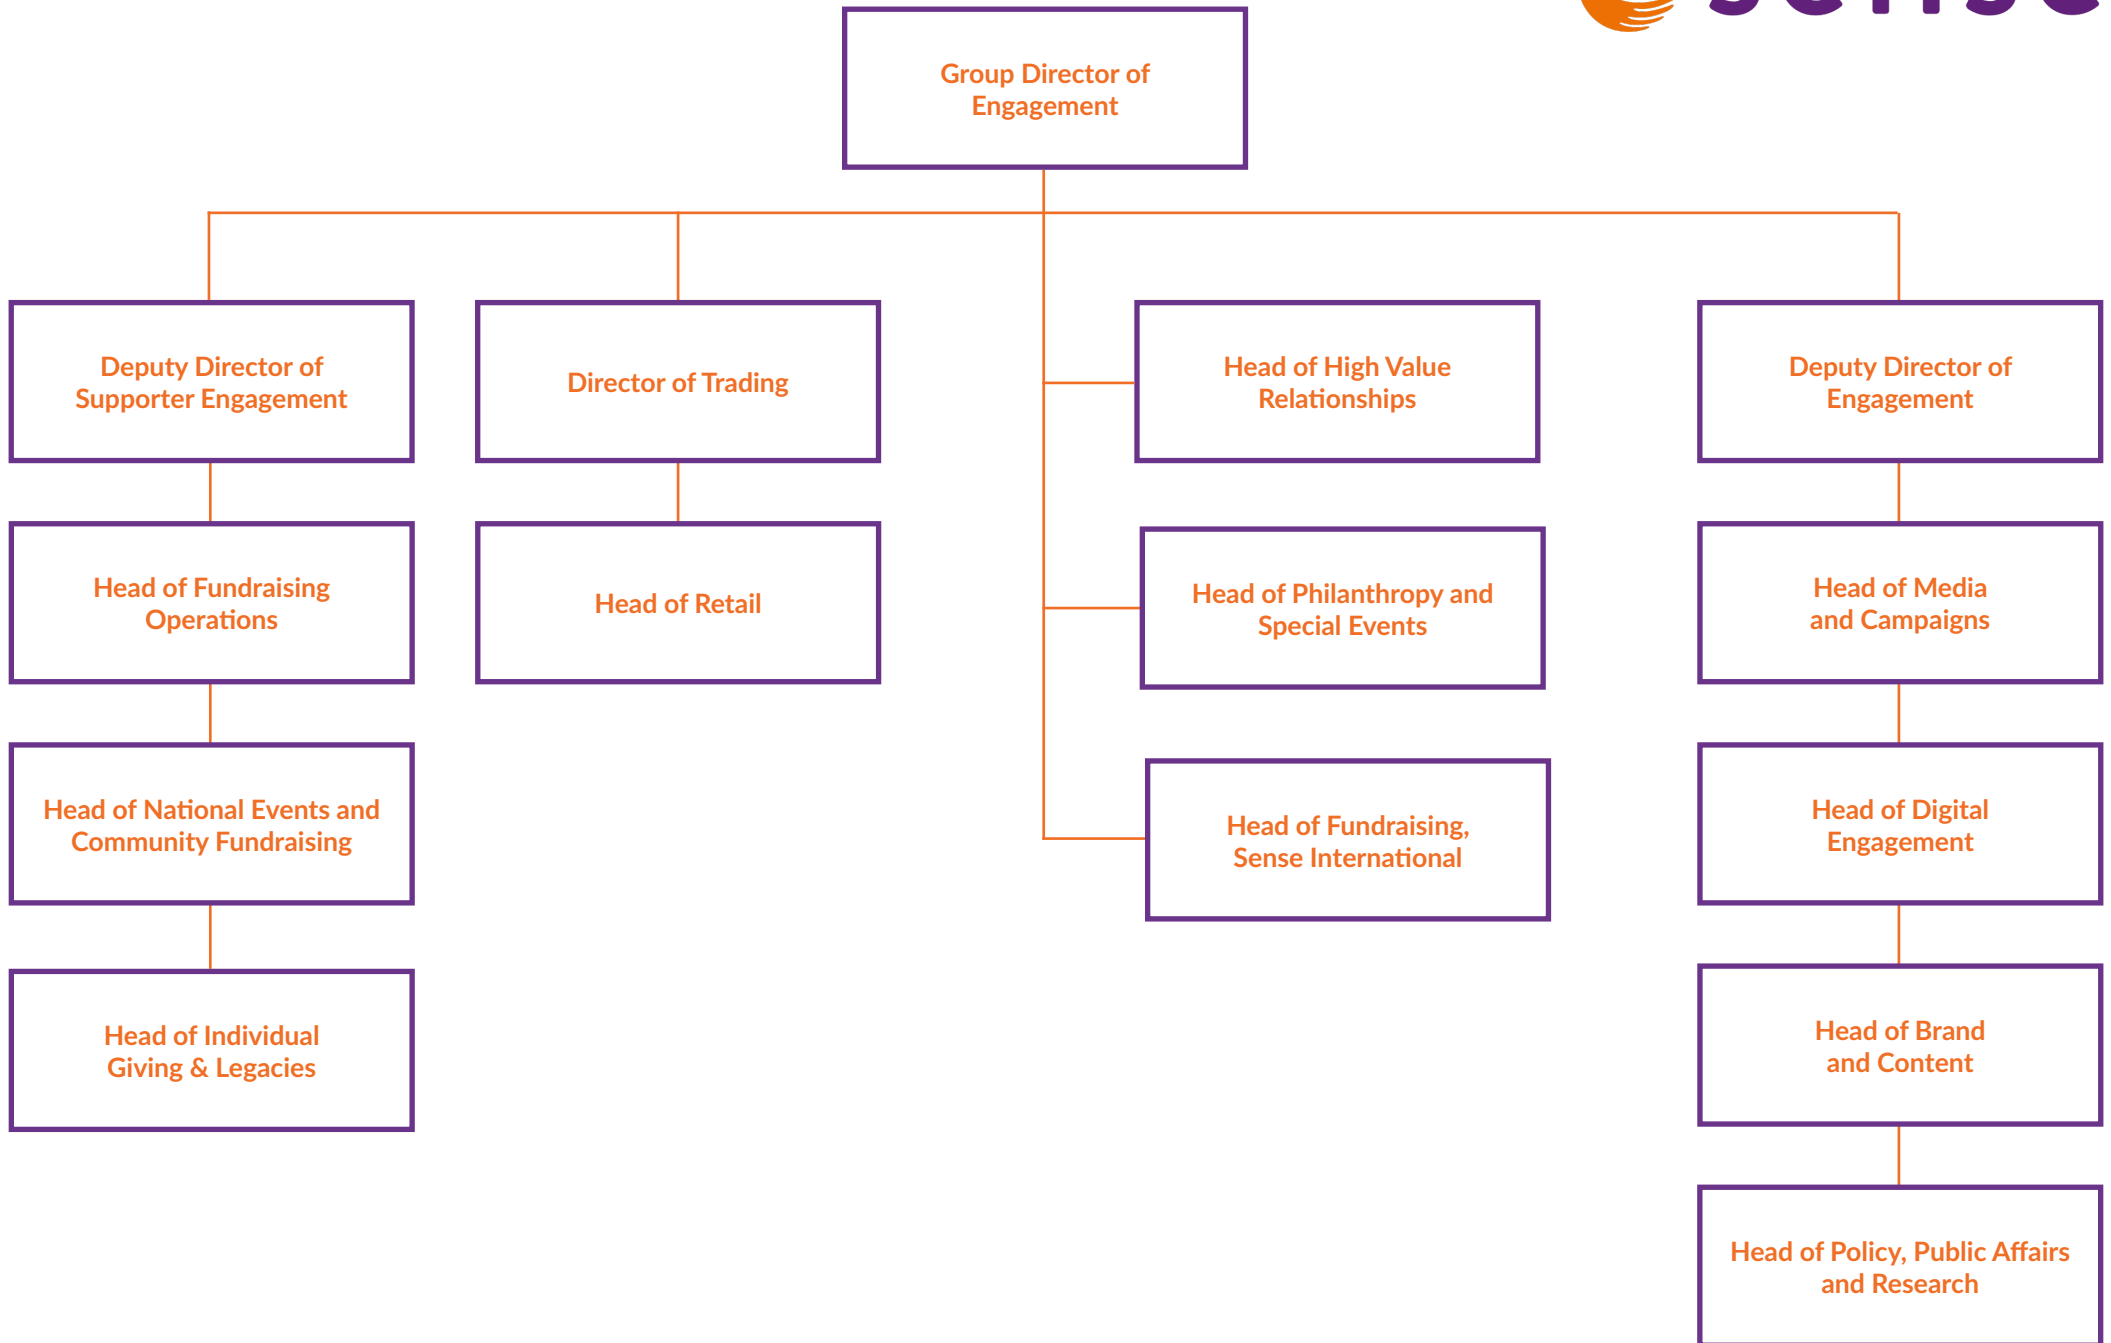 sense
Group Director of
Engagement
Deputy Director of
Supporter Engagement
Director of Trading
Head of High Value
Relationships
Deputy Director of
Engagement
Head of Fundraising
Operations
Head of Retail
Head of Philanthropy and
Special Events
Head of Media
and Campaigns
Head of National Events and
Community Fundraising
Head of Fundraising,
Sense International
Head of Digital
Engagement
Head of Individual
Giving & Legacies
Head of Brand
and Content
Head of Policy, Public Affairs
and Research